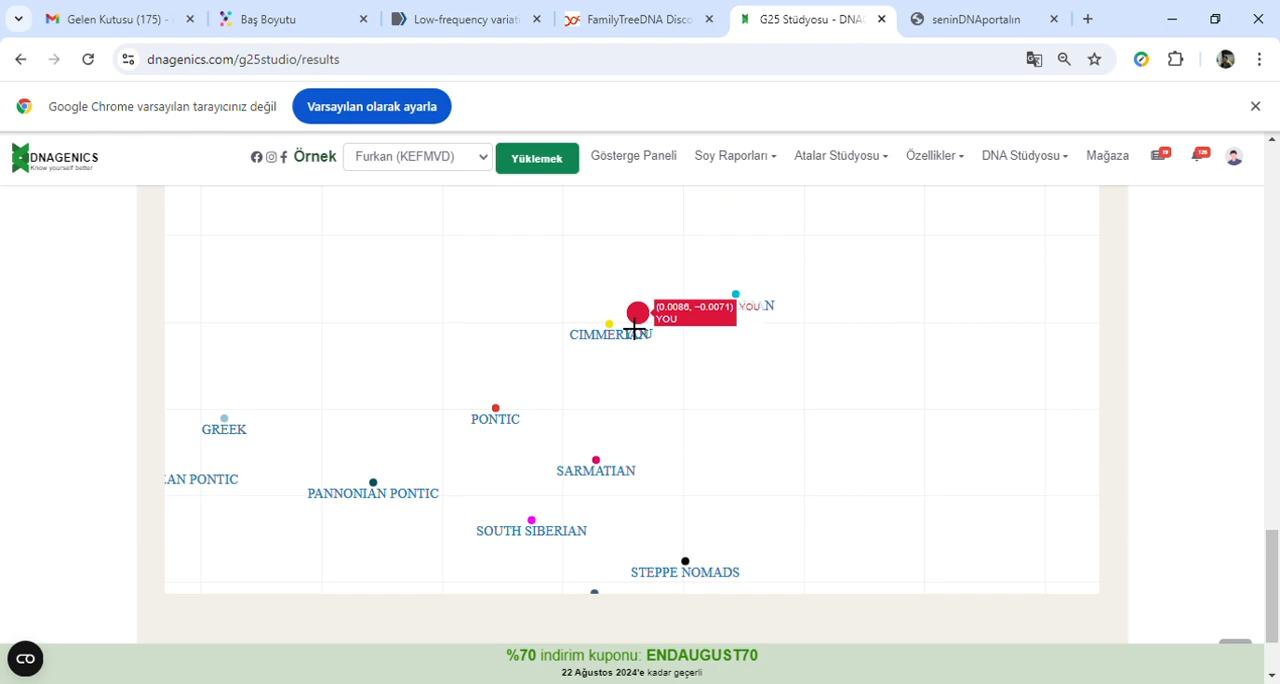 Gelen Kutusu (175) -
Baş Boyutu
Low-frequency variati
FamilyTreeDNA Disco
G25 Stüdyosu - DNAG
seninDNAportalın
dnagenics.com/g25studio/results
Google Chrome varsayılan tarayıcınız değil
Varsayılan olarak ayarla
DNAGENICS
Know yourself better
Örnek
Furkan (KEFMVD)
Yüklemek
Gösterge Paneli
Soy Raporları
Atalar Stüdyosu
Özellikler
DNA Stüdyosu
Mağaza
(0.0086, −0.0071)
YOU
YOU
CIMMERIAN
PONTIC
GREEK
SARMATIAN
AN PONTIC
PANNONIAN PONTIC
SOUTH SIBERIAN
STEPPE NOMADS
%70 indirim kuponu: ENDAUGUST70
22 Ağustos 2024'e kadar geçerli